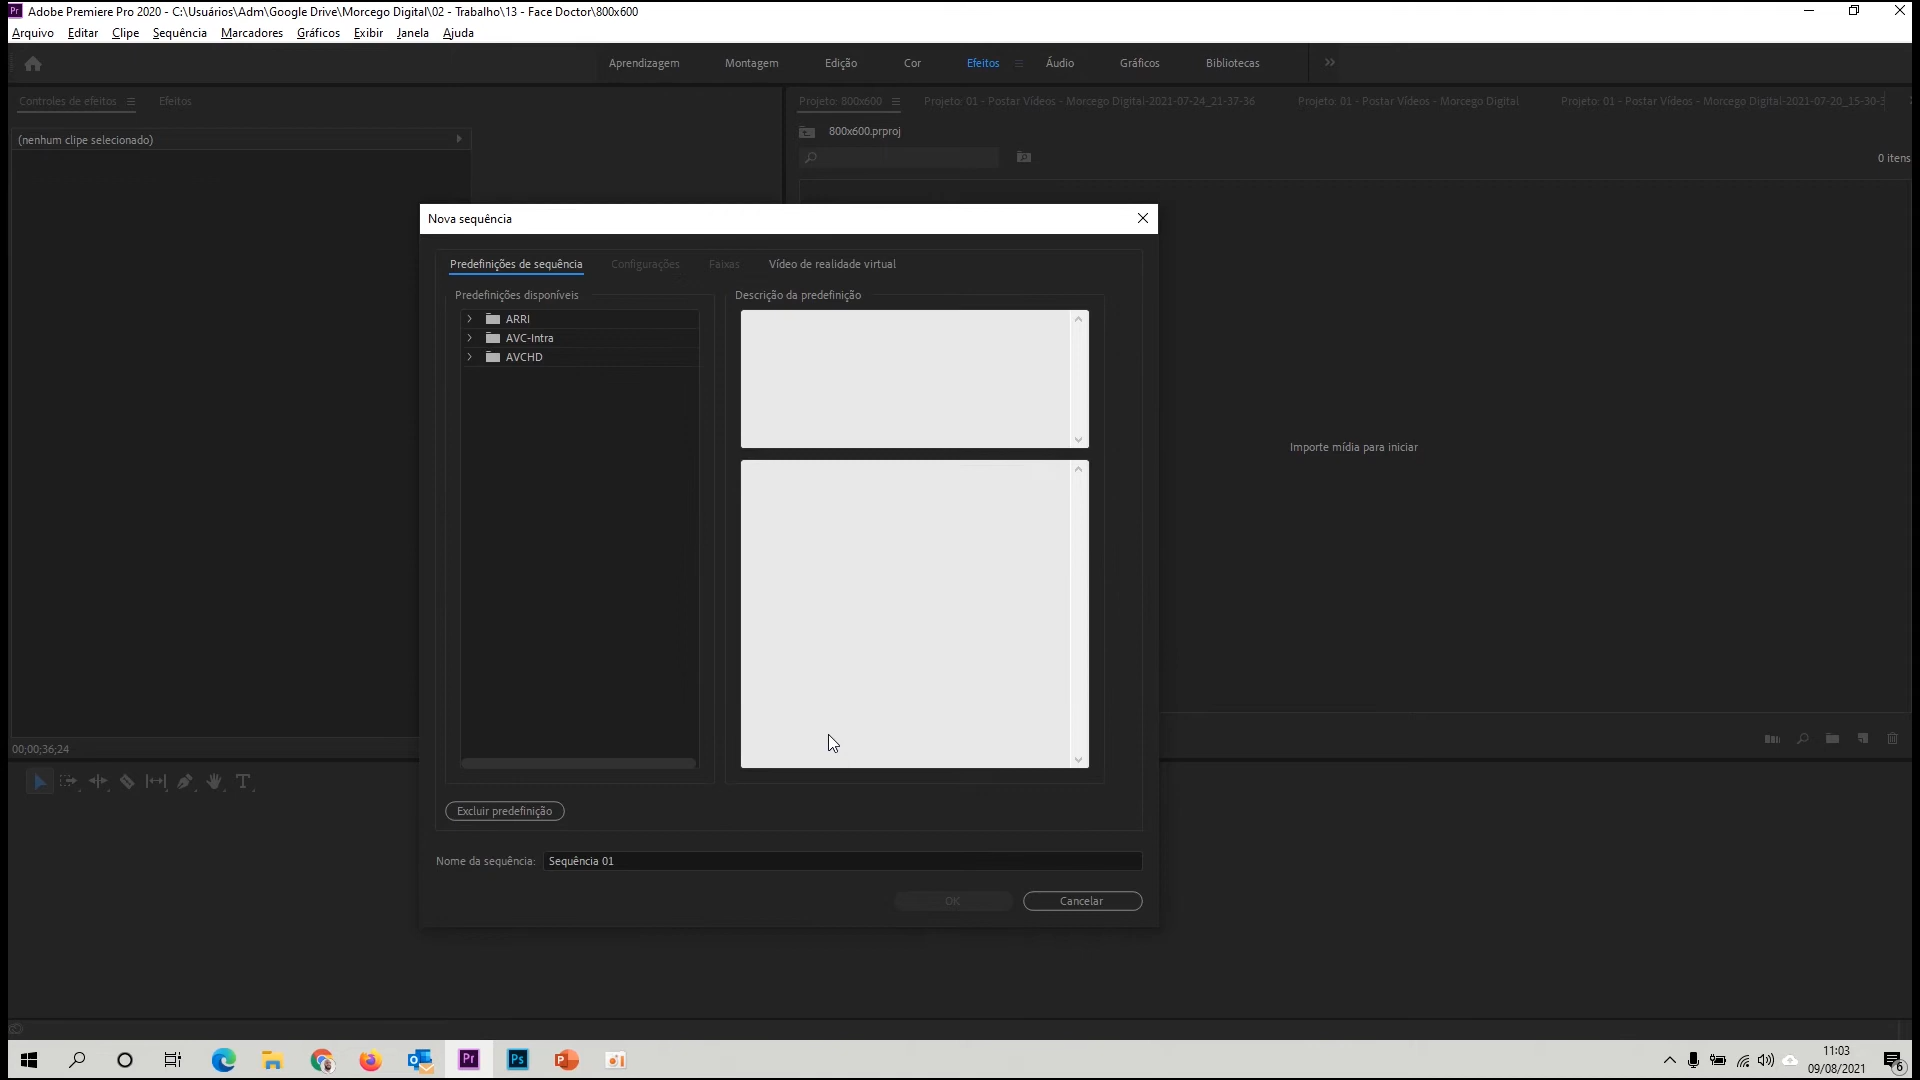 Adobe Premiere Pro 2020 - C:\Usuários\Adm\Google Drive\Morcego Digital\02 - Trabalho\13 - Face Doctor\800x600
Arquivo Editar Clipe Sequência Marcadores Gráficos Exibir Janela Ajuda
Aprendizagem Montagem Edição Cor Efeitos Áudio Gráficos Bibliotecas
Controles de efeitos Efeitos
Projeto: 800x600 Projeto: 01 - Postar Vídeos - Morcego Digital-2021-07-24_21-37-36 Projeto: 01 - Postar Vídeos - Morcego Digital Projeto: 01 - Postar Vídeos - Morcego Digital-2021-07-20_15-30-3
(nenhum clipe selecionado)
800x600.prproj
0 itens
Nova sequência
Predefinições de sequência Configurações Faixas Vídeo de realidade virtual
Predefinições disponíveis Descrição da predefinição
ARRI
AVC-Intra
AVCHD
Importe mídia para iniciar
00;00;36;24
Excluir predefinição
Nome da sequência: Sequência 01
OK Cancelar
Pr Ps
11:03
09/08/2021
6